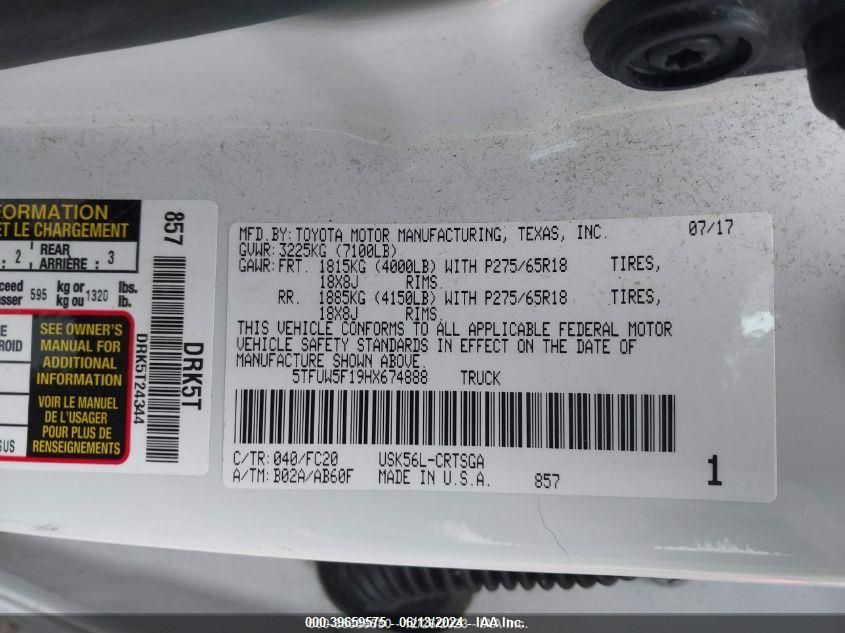 FORMATION
ET LE CHARGEMENT
: 2 REAR ARRIÈRE : 3
595 kg or kg ou 1320 lbs. lb.
SEE OWNER'S
MANUAL FOR
ADDITIONAL
INFORMATION
VOIR LE MANUEL
DE L'USAGER
POUR PLUS DE
RENSEIGNEMENTS
857
DRK5T
DRK5T24344
MFD.BY:TOYOTA MOTOR MANUFACTURING, TEXAS, INC. 07/17
GVWR:3225KG (7100LB)
GAWR:FRT. 1815KG (4000LB) WITH P275/65R18 TIRES,
18X8J RIMS.
RR. 1885KG (4150LB) WITH P275/65R18 TIRES,
18X8J RIMS.
THIS VEHICLE CONFORMS TO ALL APPLICABLE FEDERAL MOTOR
VEHICLE SAFETY STANDARDS IN EFFECT ON THE DATE OF
MANUFACTURE SHOWN ABOVE.
5TFUW5F19HX674888 TRUCK
C/TR: 040/FC20 USK56L-CRTSGA
A/TM: B02A/AB60F MADE IN U.S.A. 857 1
000-39659575 - 06/13/2024 - IAA Inc.